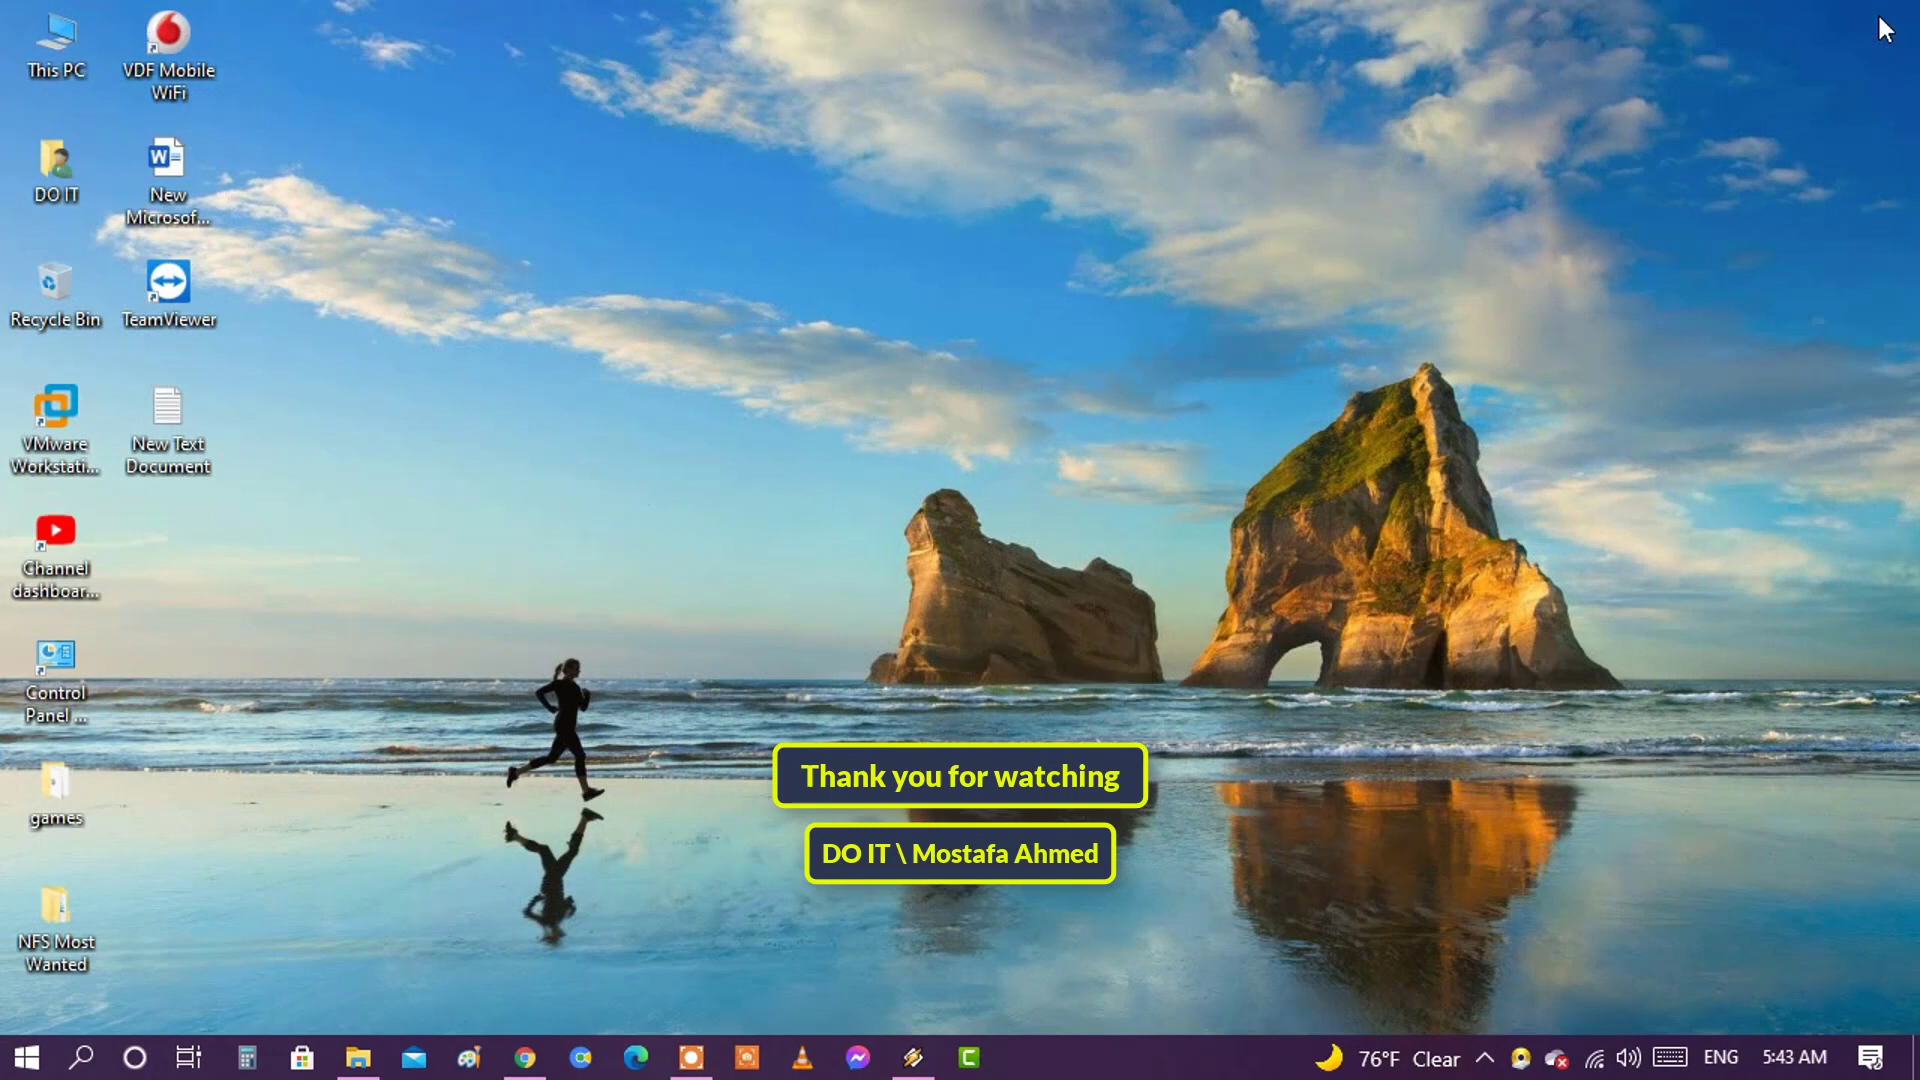 This PC
VDF Mobile
WiFi
DO IT
New
Microsof...
Recycle Bin
TeamViewer
VMware
Workstati...
New Text
Document
Channel
dashboar...
Control
Panel ...
games
NFS Most
Wanted
Thank you for watching
DO IT \ Mostafa Ahmed
76°F Clear
ENG
5:43 AM